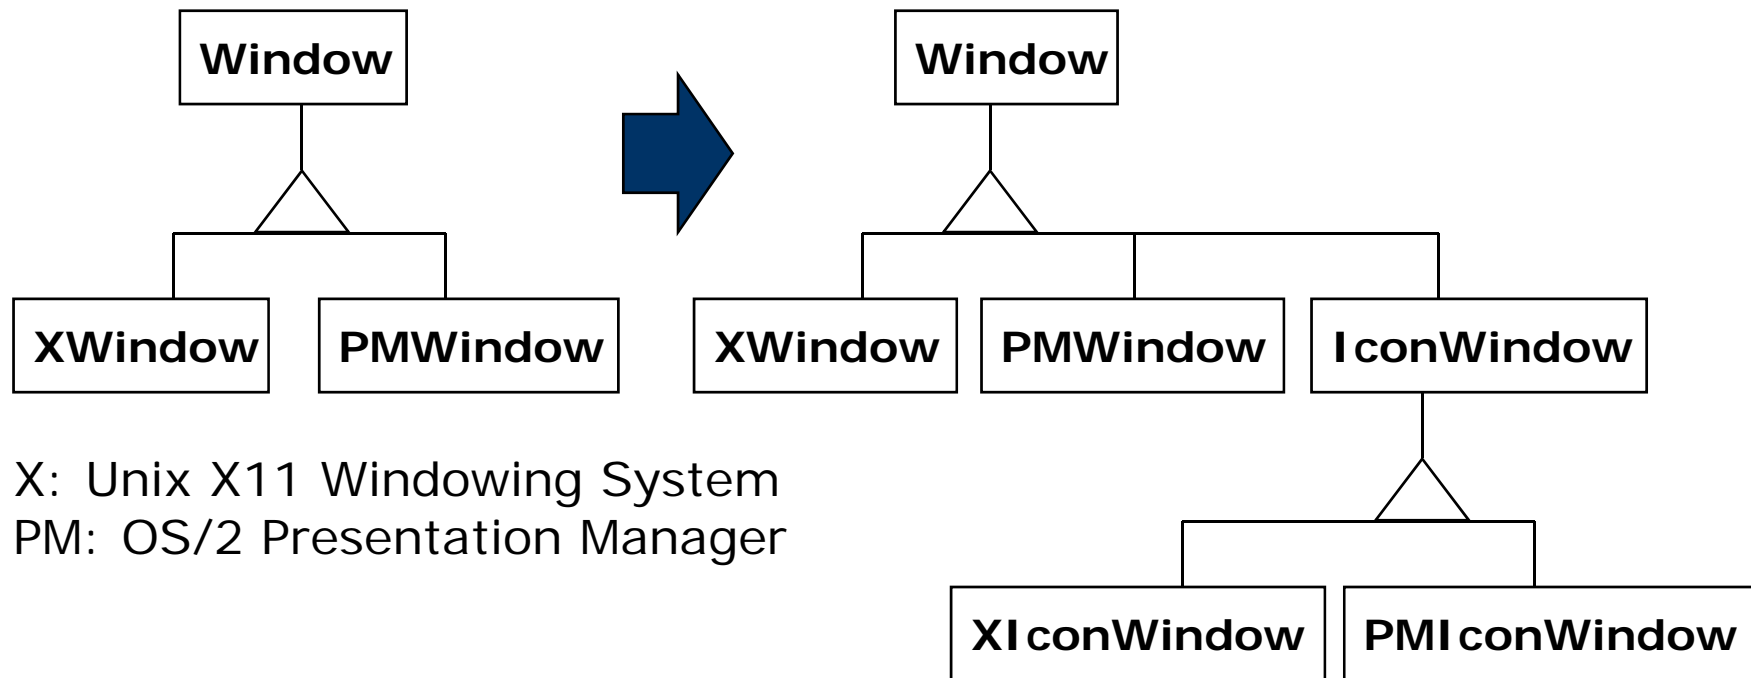 Window
Window
XWindow PMWindow
XWindow PMWindow IconWindow
X: Unix X11 Windowing System
PM: OS/2 Presentation Manager
XIconWindow PMIconWindow